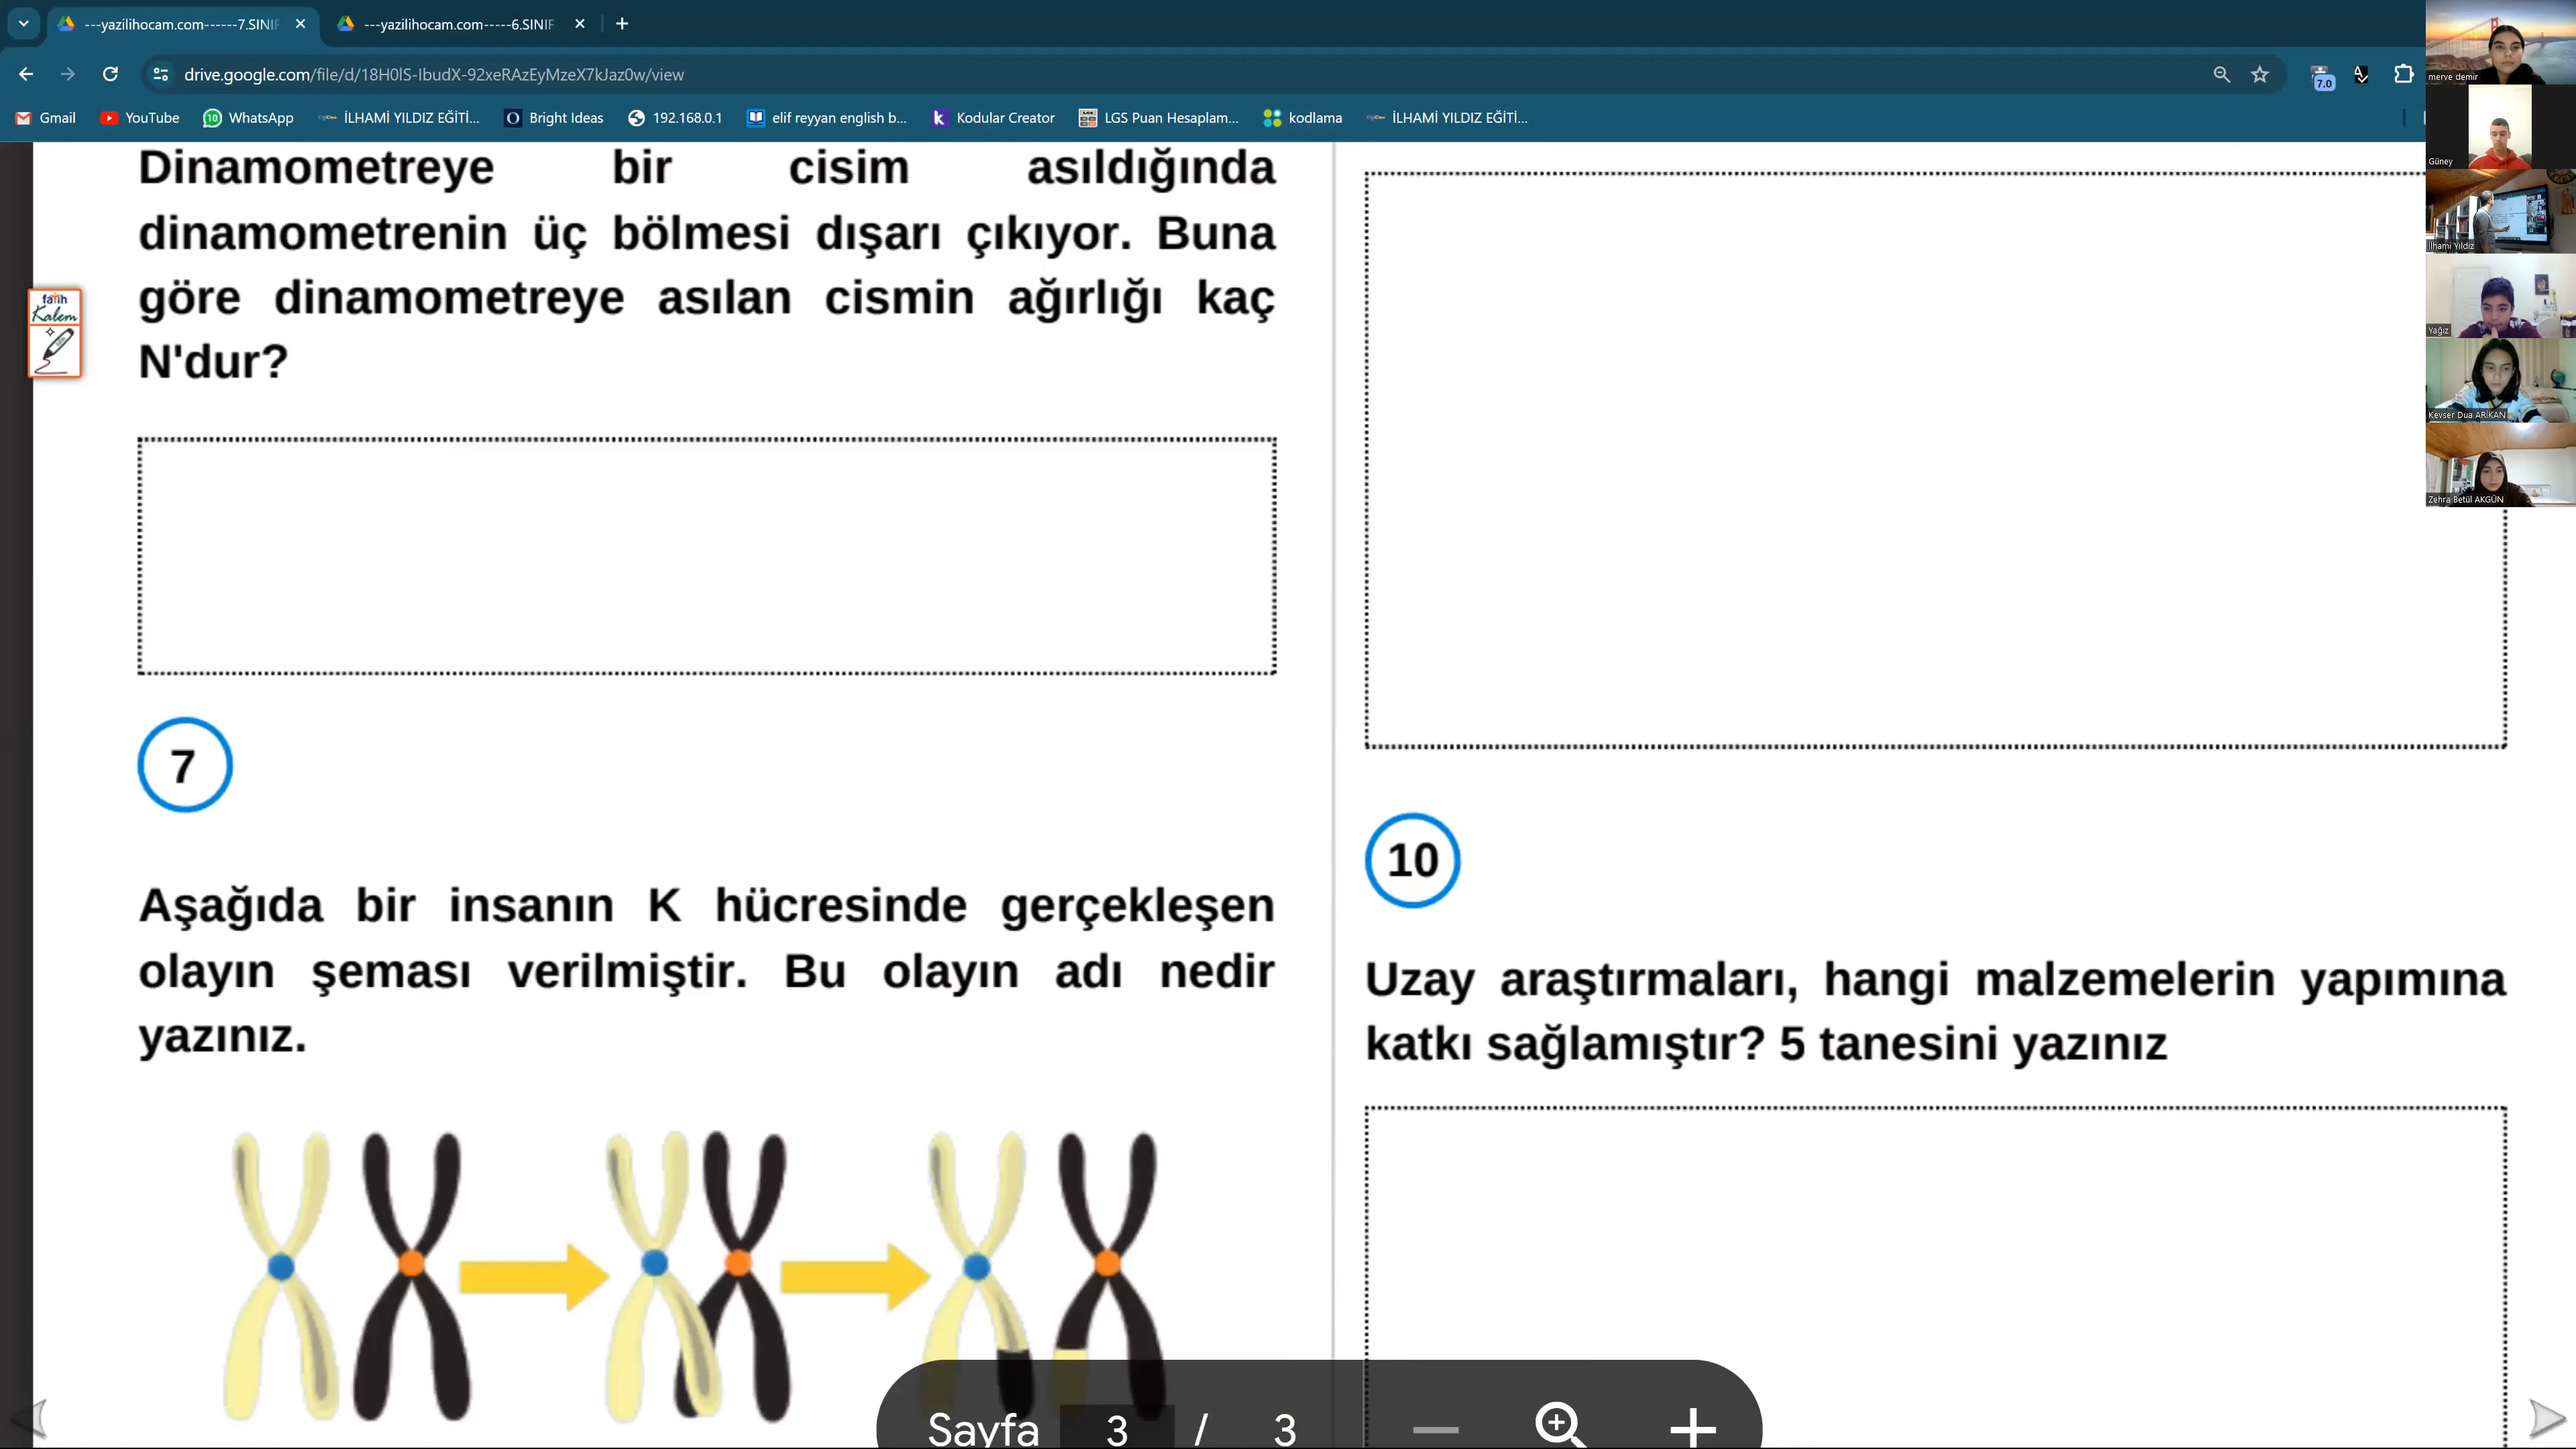 ---yazilihocam.com------7.SINIF
---yazilihocam.com-----6.SINIF
drive.google.com/file/d/18H0lS-IbudX-92xeRAzEyMzeX7kJaz0w/view
7.0
Gmail
YouTube
WhatsApp
İLHAMİ YILDIZ EĞİTİ...
Bright Ideas
192.168.0.1
elif reyyan english b...
Kodular Creator
LGS Puan Hesaplam...
kodlama
İLHAMİ YILDIZ EĞİTİ...
merve demir
Güney
İlhami Yıldız
Yağız
Kevser Dua ARIKAN
Zehra Betül AKGÜN
fatih
Kalem
Dinamometreye bir cisim asıldığında
dinamometrenin üç bölmesi dışarı çıkıyor. Buna
göre dinamometreye asılan cismin ağırlığı kaç
N'dur?
7
Aşağıda bir insanın K hücresinde gerçekleşen
olayın şeması verilmiştir. Bu olayın adı nedir
yazınız.
10
Uzay araştırmaları, hangi malzemelerin yapımına
katkı sağlamıştır? 5 tanesini yazınız
Sayfa 3 / 3